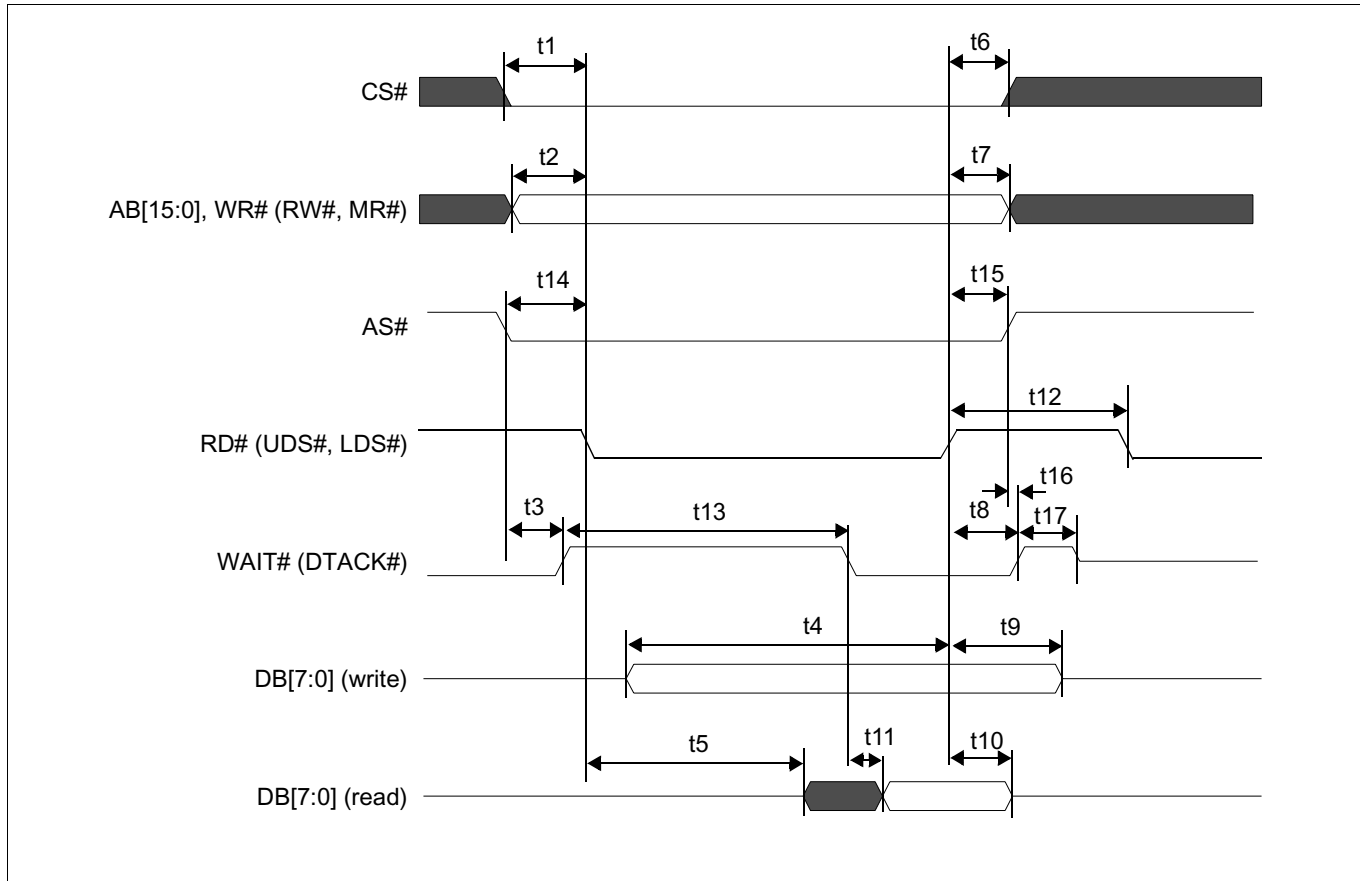 t1 t6
CS#
t2 t7
AB[15:0], WR# (RW#, MR#)
t14 t15
AS#
t12
RD# (UDS#, LDS#)
t16
t3 t13 t8 t17
WAIT# (DTACK#)
t4 t9
DB[7:0] (write)
t5 t11 t10
DB[7:0] (read)